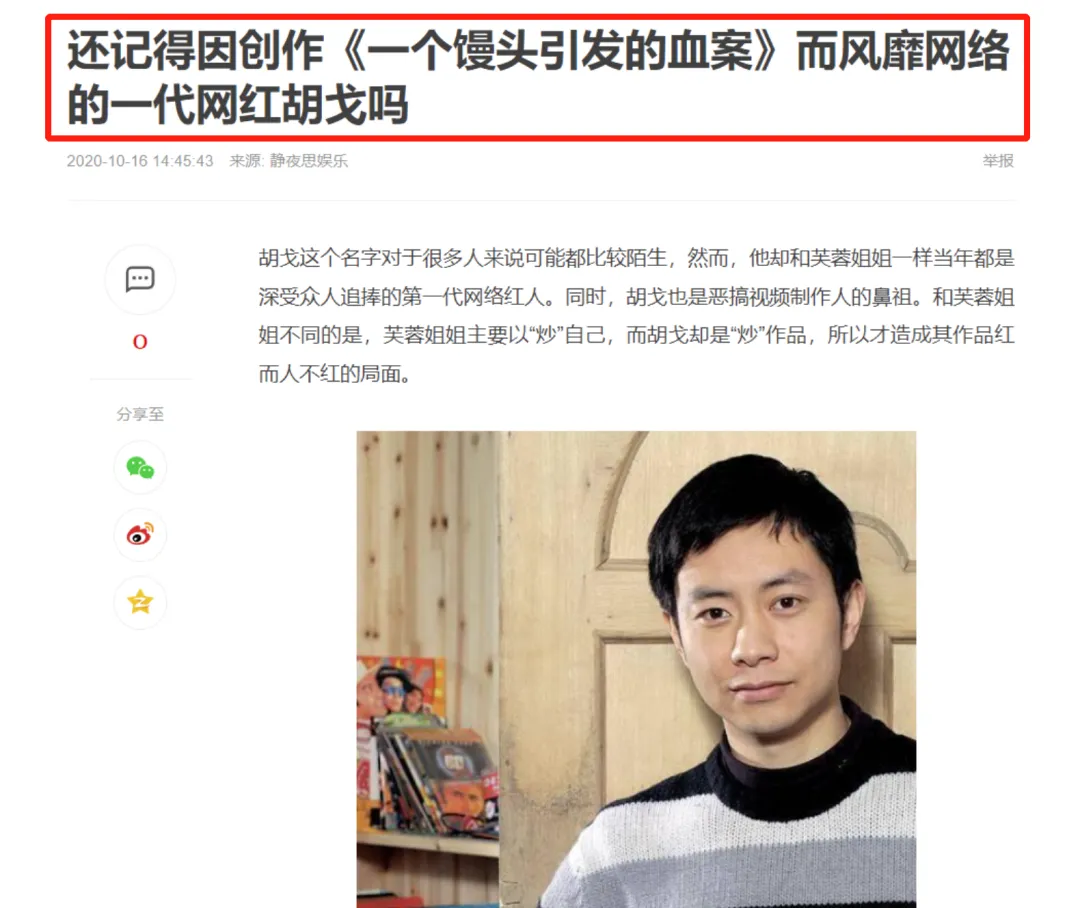 还记得因创作《一个馒头引发的血案》而风靡网络
的一代网红胡戈吗
2020-10-16 14:45:43 来源: 静夜思娱乐 举报
胡戈这个名字对于很多人来说可能都比较陌生，然而，他却和芙蓉姐姐一样当年都是
深受众人追捧的第一代网络红人。同时，胡戈也是恶搞视频制作人的鼻祖。和芙蓉姐
姐不同的是，芙蓉姐姐主要以“炒”自己，而胡戈却是“炒”作品，所以才造成其作品红
而人不红的局面。
0
分享至